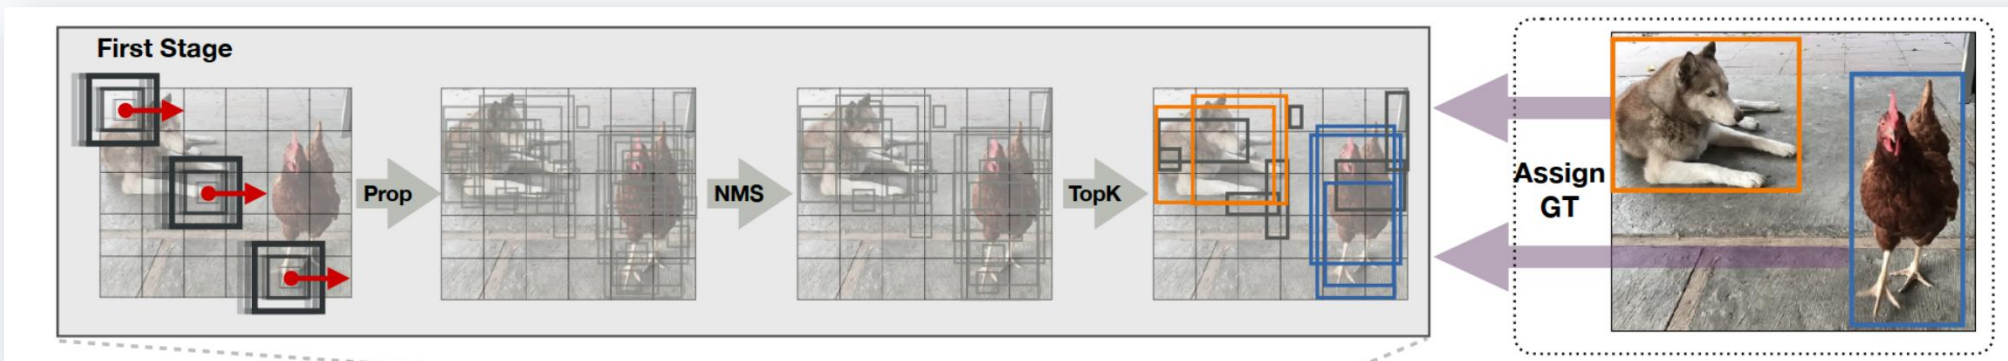 First Stage
Prop
NMS
TopK
Assign
GT